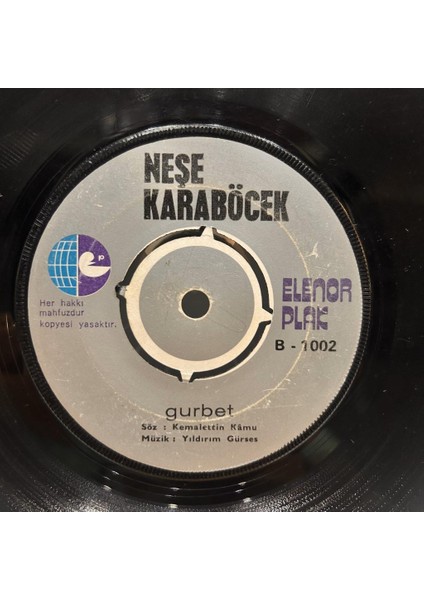 NEŞE
KARABÖCEK
P
Her hakkı
mahfuzdur
kopyesi yasaktır.
ELENOR
PLAK
B - 1002
gurbet
Söz : Kemalettin Kâmu
Müzik : Yıldırım Gürses